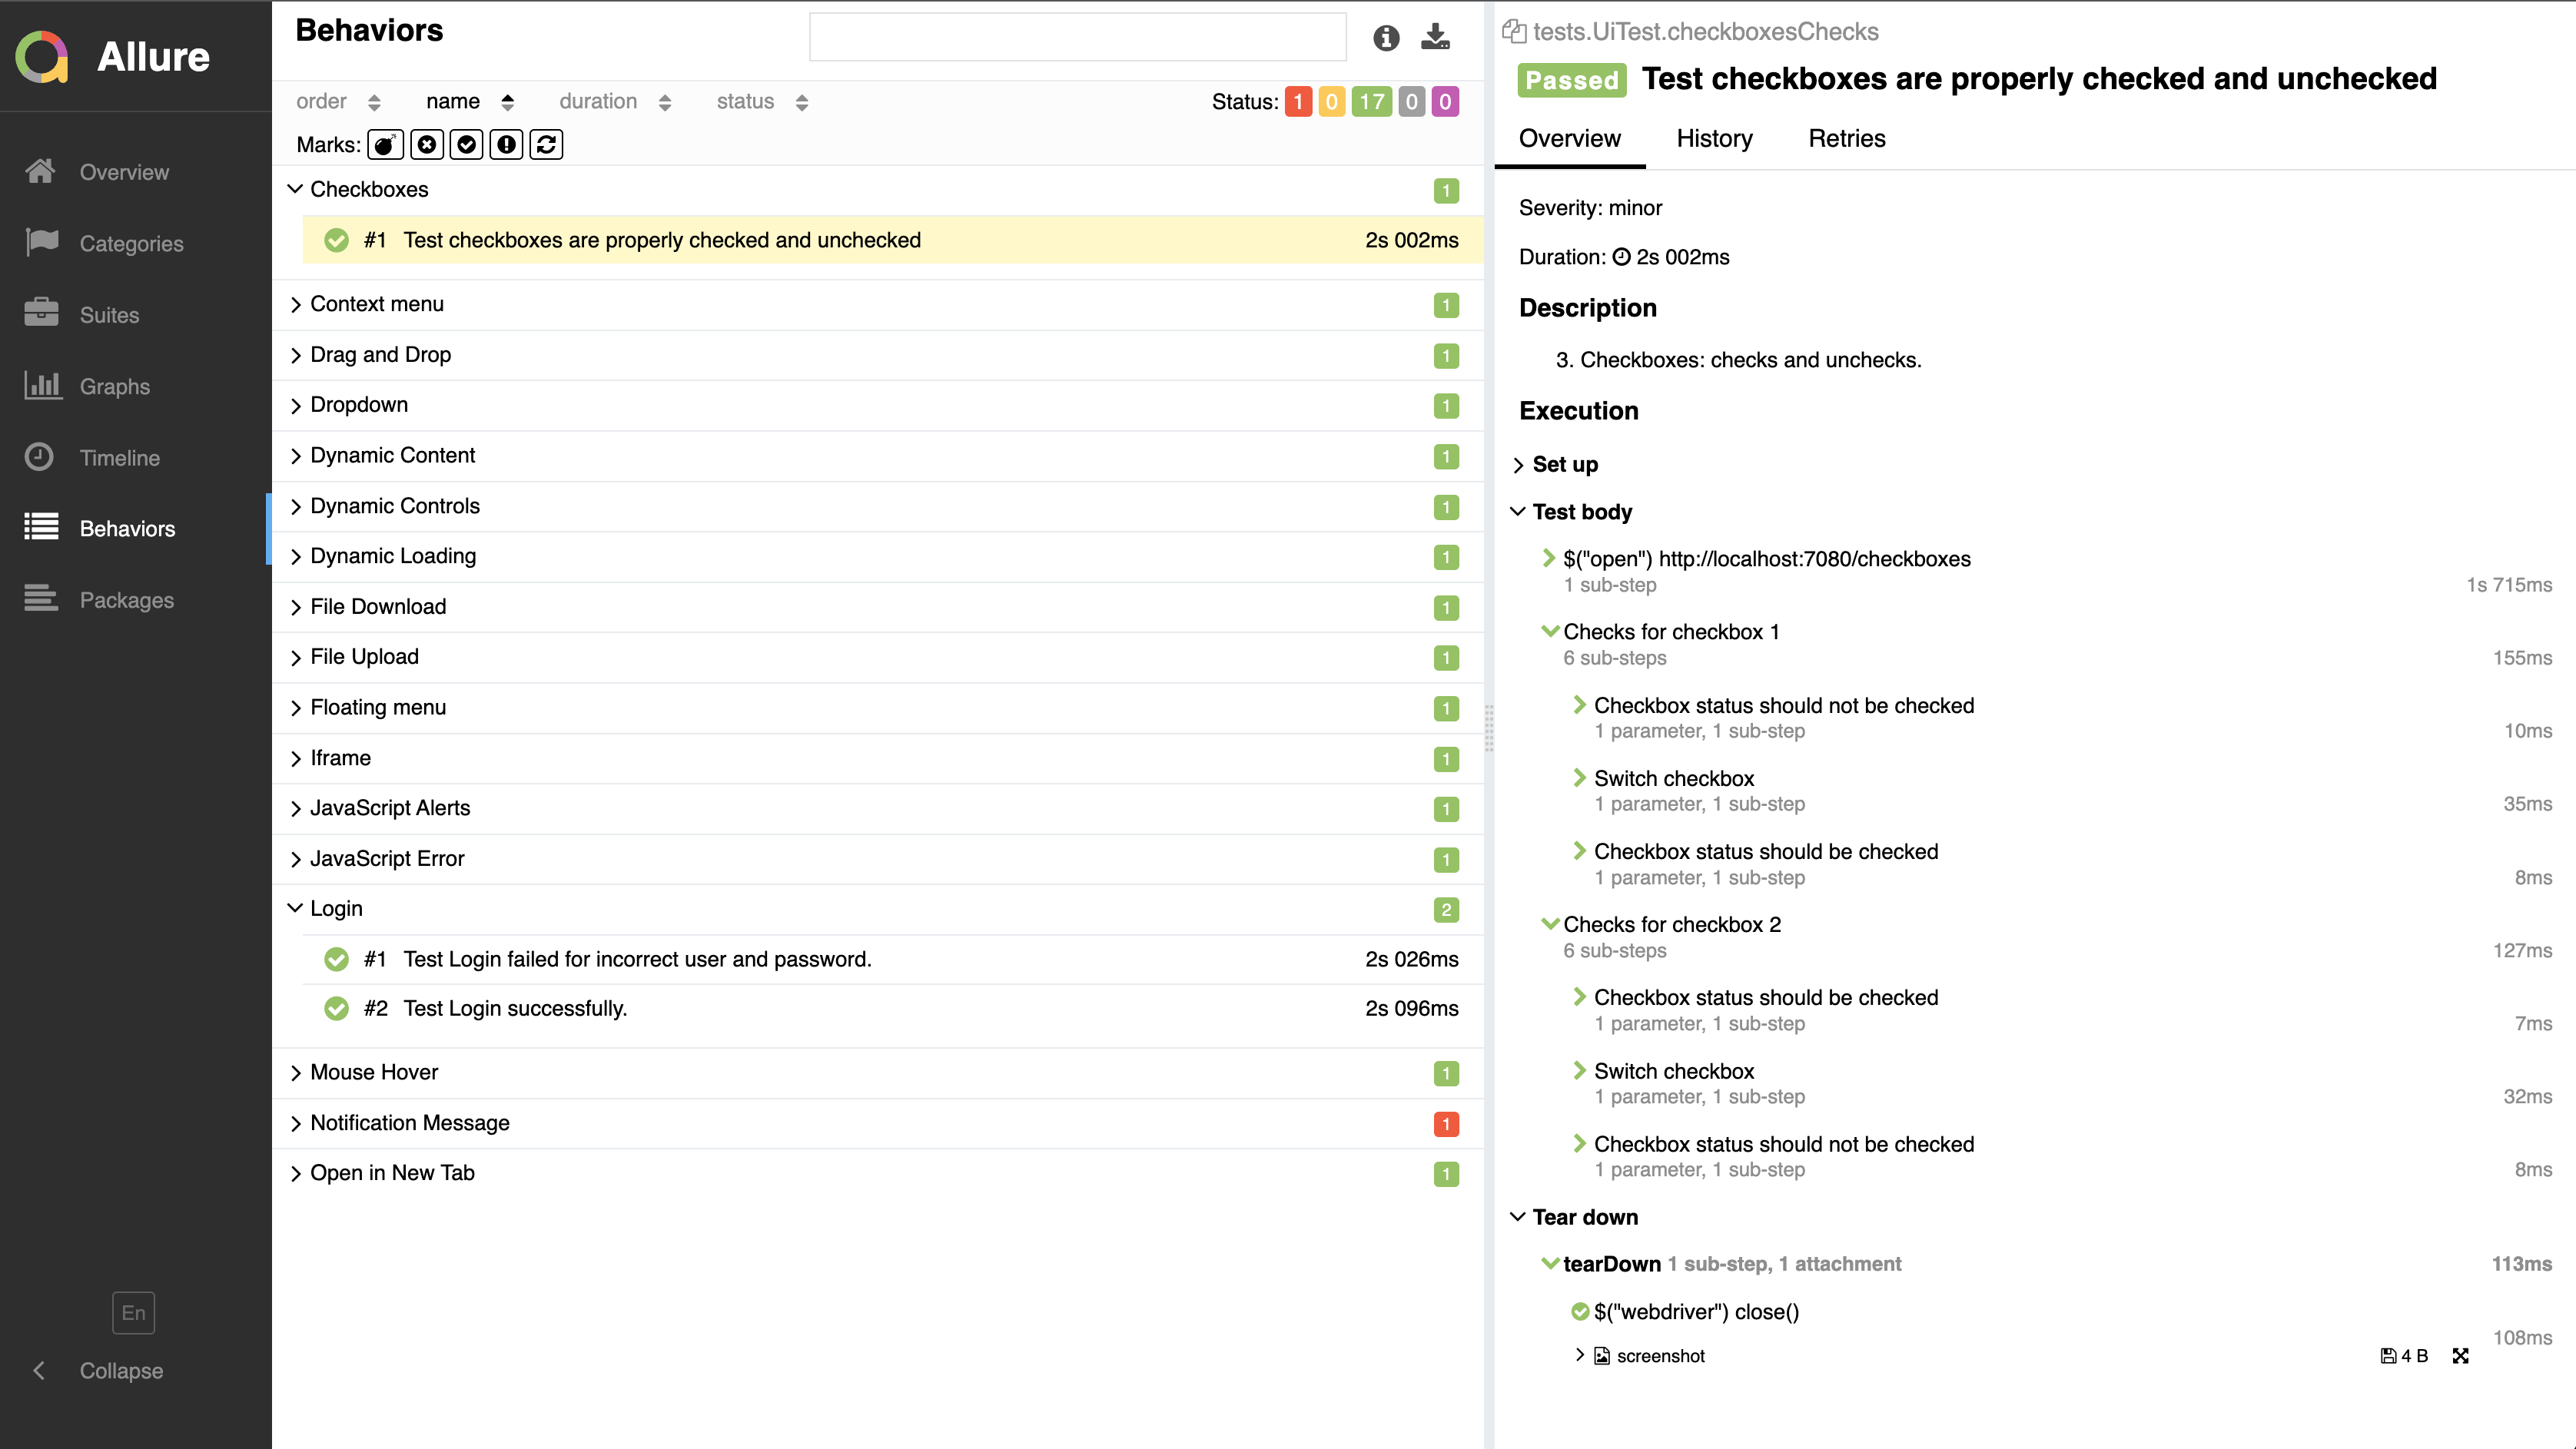 Allure
Overview
Categories
Suites
Graphs
Timeline
Behaviors
Packages
En
Collapse
Behaviors
order name duration status
Status: 1 0 17 0 0
Marks:
Checkboxes 1
#1 Test checkboxes are properly checked and unchecked 2s 002ms
Context menu 1
Drag and Drop 1
Dropdown 1
Dynamic Content 1
Dynamic Controls 1
Dynamic Loading 1
File Download 1
File Upload 1
Floating menu 1
Iframe 1
JavaScript Alerts 1
JavaScript Error 1
Login 2
#1 Test Login failed for incorrect user and password. 2s 026ms
#2 Test Login successfully. 2s 096ms
Mouse Hover 1
Notification Message 1
Open in New Tab 1
tests.UiTest.checkboxesChecks
Passed Test checkboxes are properly checked and unchecked
Overview History Retries
Severity: minor
Duration: 2s 002ms
Description
3. Checkboxes: checks and unchecks.
Execution
Set up
Test body
$("open") http://localhost:7080/checkboxes
1 sub-step 1s 715ms
Checks for checkbox 1
6 sub-steps 155ms
Checkbox status should not be checked
1 parameter, 1 sub-step 10ms
Switch checkbox
1 parameter, 1 sub-step 35ms
Checkbox status should be checked
1 parameter, 1 sub-step 8ms
Checks for checkbox 2
6 sub-steps 127ms
Checkbox status should be checked
1 parameter, 1 sub-step 7ms
Switch checkbox
1 parameter, 1 sub-step 32ms
Checkbox status should not be checked
1 parameter, 1 sub-step 8ms
Tear down
tearDown 1 sub-step, 1 attachment 113ms
$("webdriver") close()
108ms
screenshot 4 B